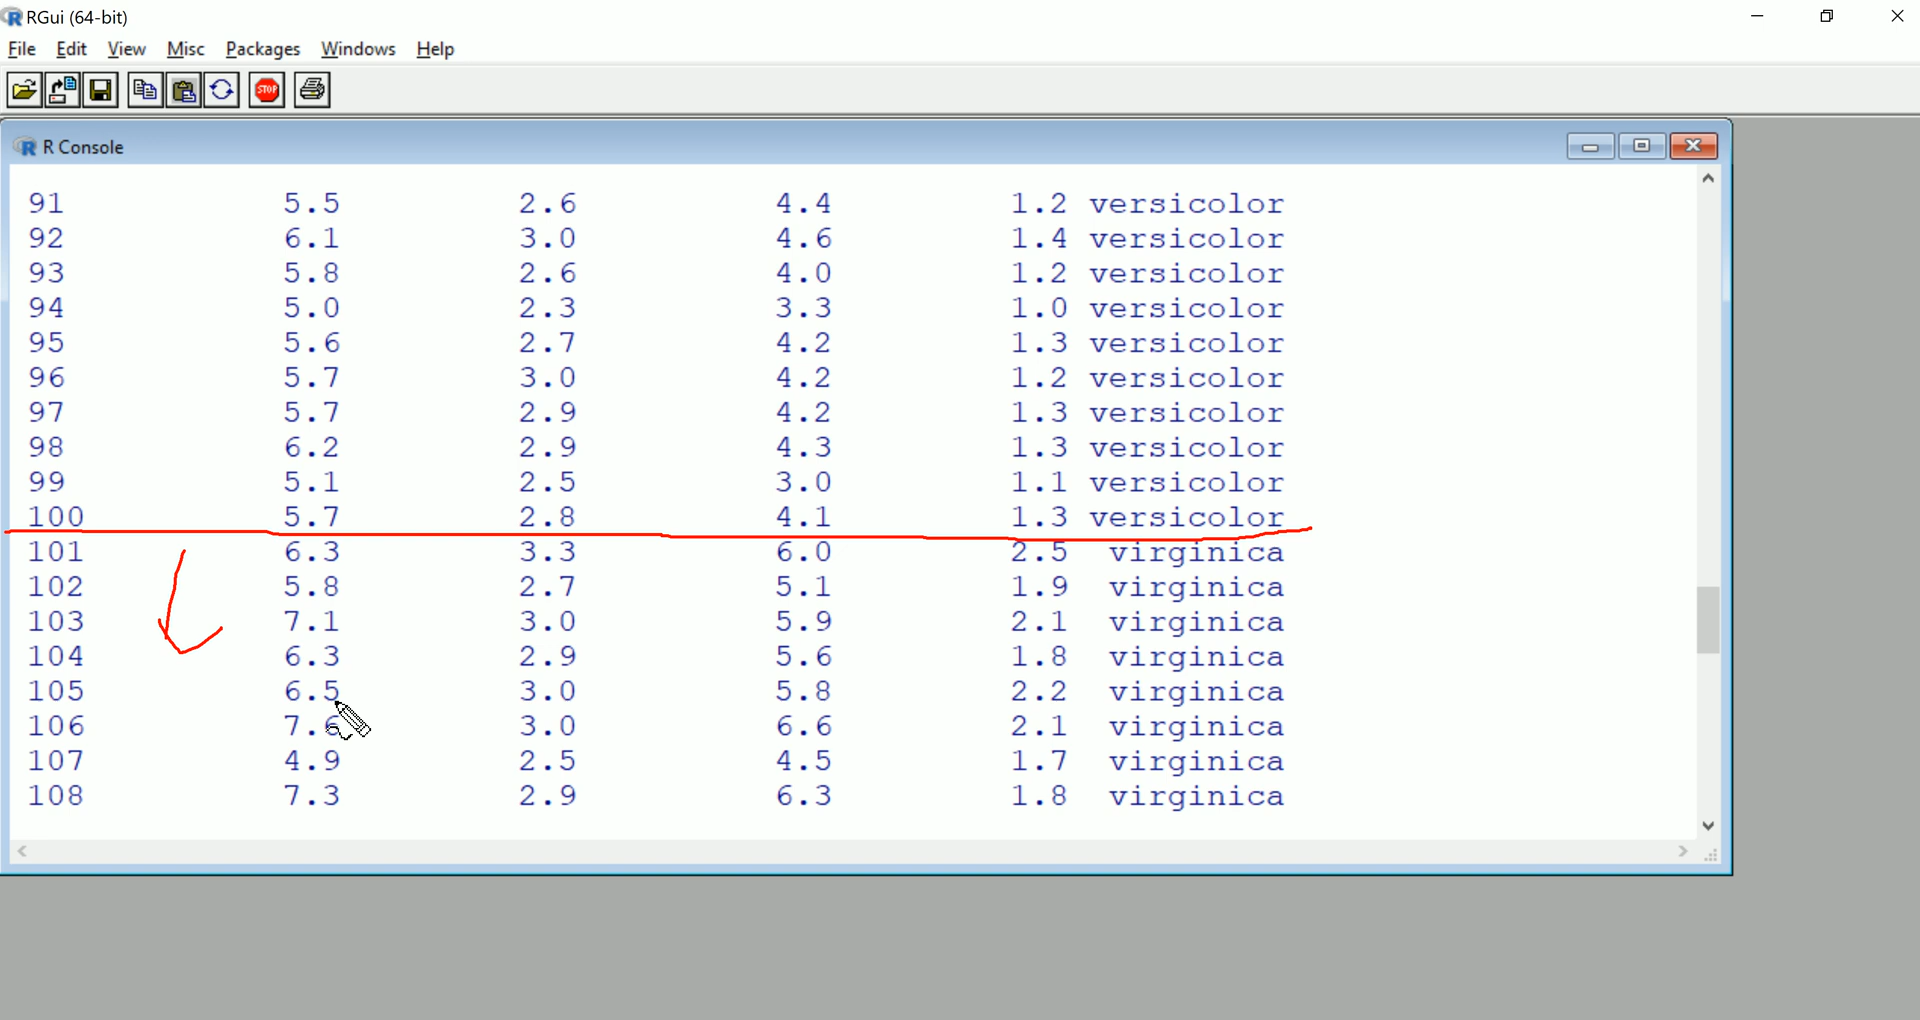 RGui (64-bit)
File Edit View Misc Packages Windows Help
STOP
R Console
91 5.5 2.6 4.4 1.2 versicolor
92 6.1 3.0 4.6 1.4 versicolor
93 5.8 2.6 4.0 1.2 versicolor
94 5.0 2.3 3.3 1.0 versicolor
95 5.6 2.7 4.2 1.3 versicolor
96 5.7 3.0 4.2 1.2 versicolor
97 5.7 2.9 4.2 1.3 versicolor
98 6.2 2.9 4.3 1.3 versicolor
99 5.1 2.5 3.0 1.1 versicolor
100 5.7 2.8 4.1 1.3 versicolor
101 6.3 3.3 6.0 2.5 virginica
102 5.8 2.7 5.1 1.9 virginica
103 7.1 3.0 5.9 2.1 virginica
104 6.3 2.9 5.6 1.8 virginica
105 6.5 3.0 5.8 2.2 virginica
106 7.6 3.0 6.6 2.1 virginica
107 4.9 2.5 4.5 1.7 virginica
108 7.3 2.9 6.3 1.8 virginica